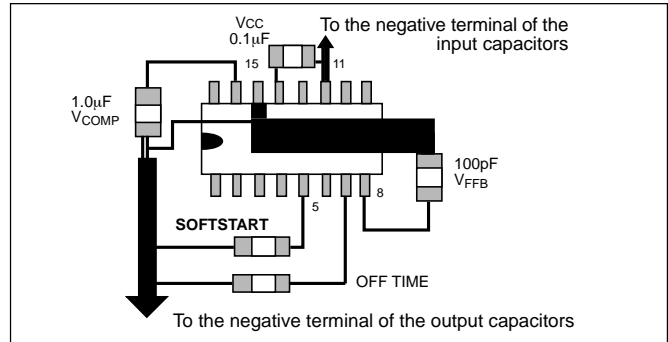 VCC
0.1μF
To the negative terminal of the
input capacitors
15
11
1.0μF
VCOMP
100pF
VFFB
5
8
SOFTSTART
OFF TIME
To the negative terminal of the output capacitors